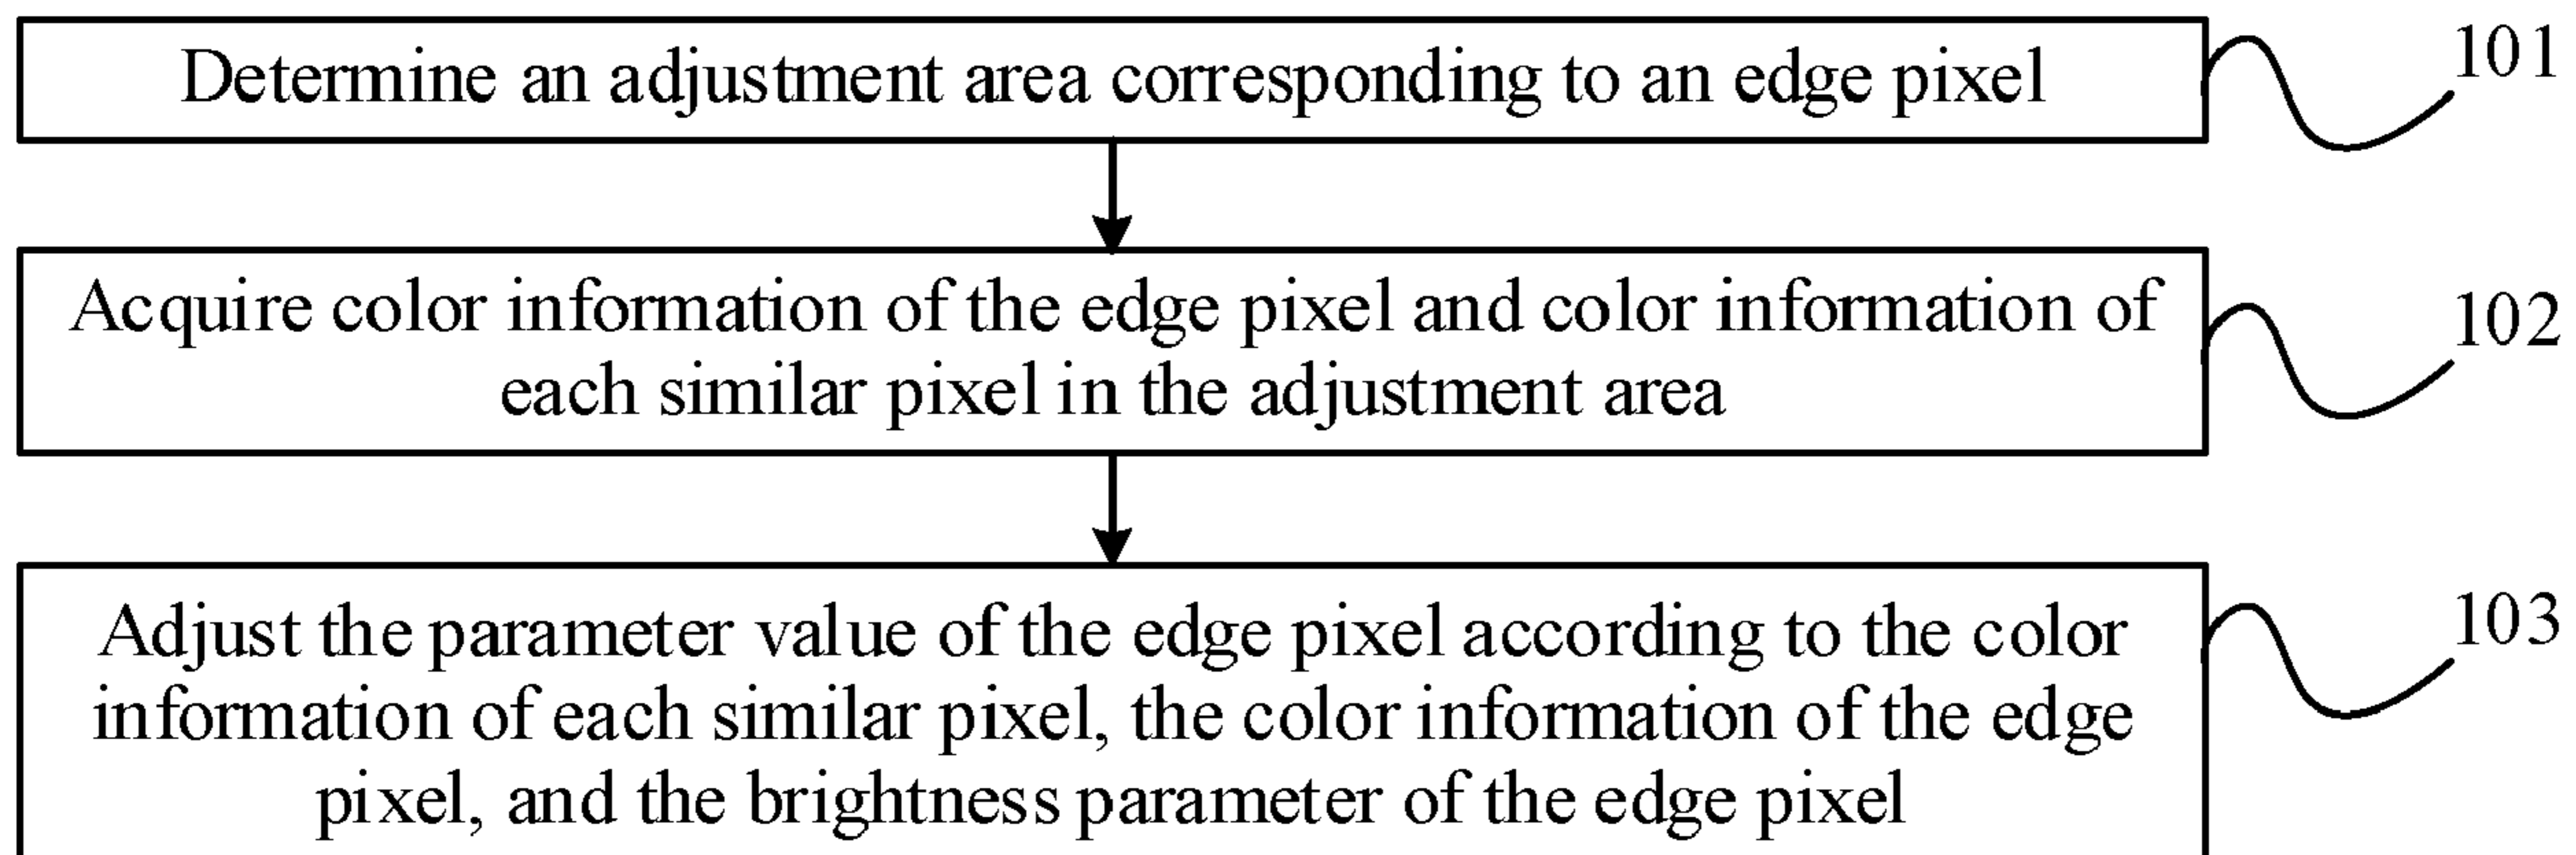 Determine an adjustment area corresponding to an edge pixel
101
Acquire color information of the edge pixel and color information of
each similar pixel in the adjustment area
102
Adjust the parameter value of the edge pixel according to the color
information of each similar pixel, the color information of the edge
pixel, and the brightness parameter of the edge pixel
103